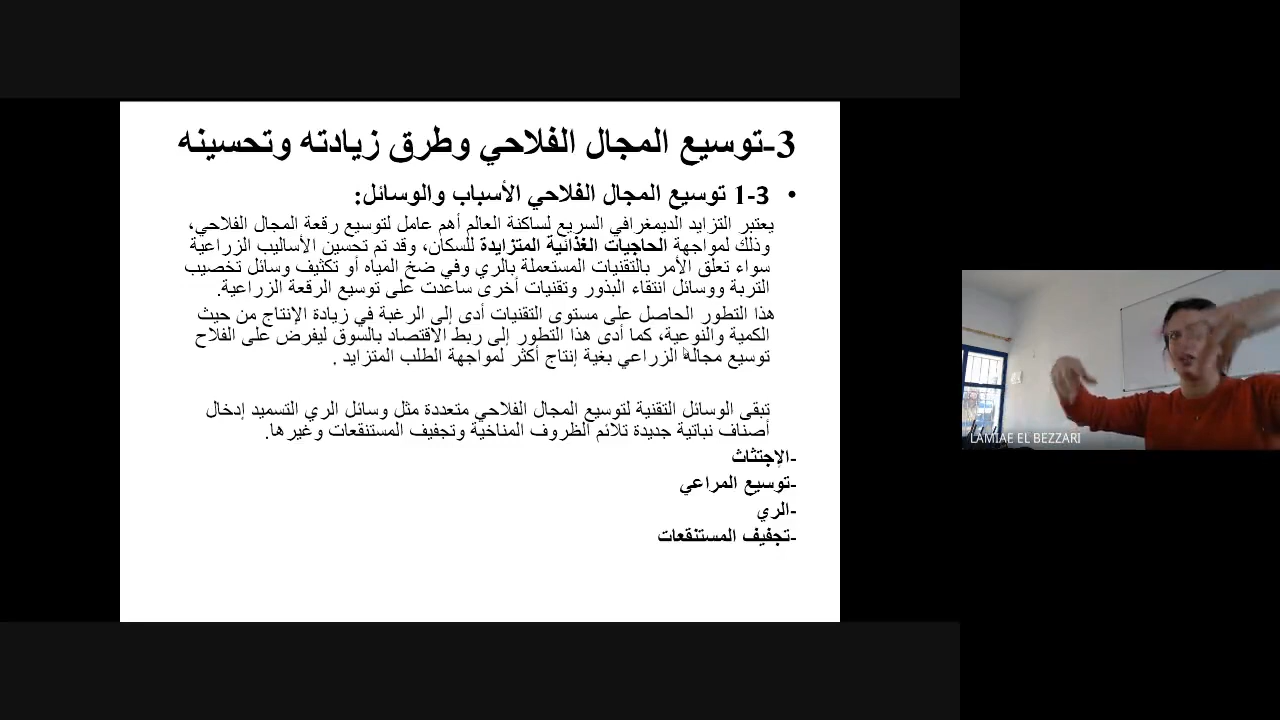 3-توسيع المجال الفلاحي وطرق زيادته وتحسينه
• 3-1 توسيع المجال الفلاحي الأسباب والوسائل:
يعتبر التزايد الديمغرافي السريع لساكنة العالم أهم عامل لتوسيع رقعة المجال الفلاحي،
وذلك لمواجهة الحاجيات الغذائية المتزايدة للسكان، وقد تم تحسين الأساليب الزراعية
سواء تعلق الأمر بالتقنيات المستعملة بالري وفي ضخ المياه أو تكثيف وسائل تخصيب
التربة ووسائل انتقاء البذور وتقنيات أخرى ساعدت على توسيع الرقعة الزراعية.
هذا التطور الحاصل على مستوى التقنيات أدى إلى الرغبة في زيادة الإنتاج من حيث
الكمية والنوعية، كما أدى هذا التطور إلى ربط الاقتصاد بالسوق ليفرض على الفلاح
توسيع مجاله الزراعي بغية إنتاج أكثر لمواجهة الطلب المتزايد .
تبقى الوسائل التقنية لتوسيع المجال الفلاحي متعددة مثل وسائل الري التسميد إدخال
أصناف نباتية جديدة تلائم الظروف المناخية وتجفيف المستنقعات وغيرها.
-الإجتثاث
-توسيع المراعي
-الري
-تجفيف المستنقعات
LAMIAE EL BEZZARI